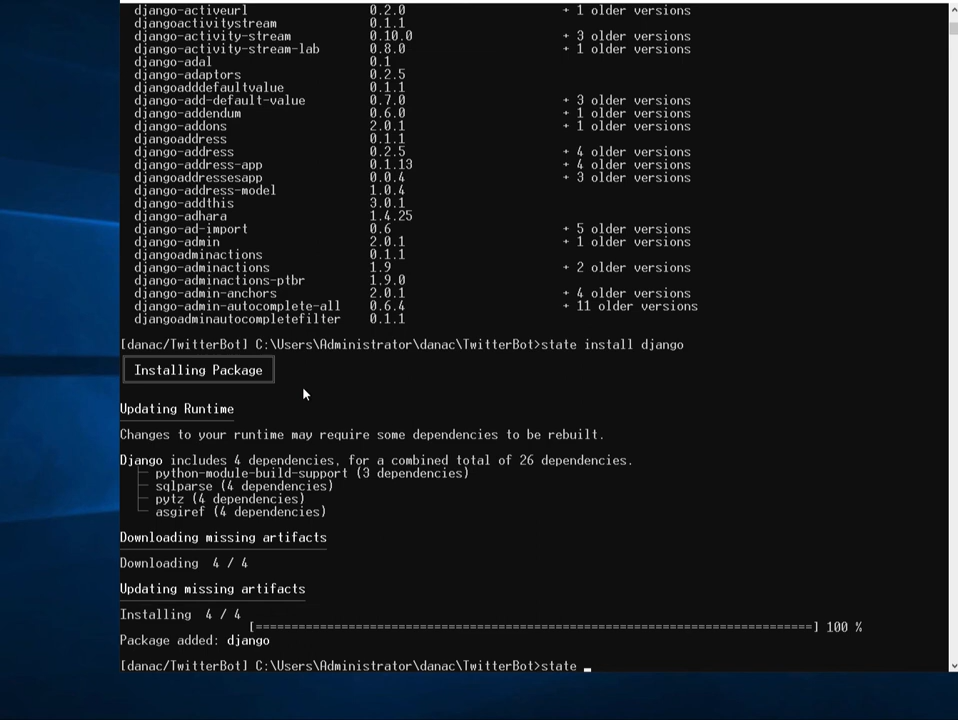 django-activeurl 0.2.0 + 1 older versions
djangoactivitystream 0.1.1
django-activity-stream 0.10.0 + 3 older versions
django-activity-stream-lab 0.8.0 + 1 older versions
django-adal 0.1
django-adaptors 0.2.5
djangoadddefaultvalue 0.1.1
django-add-default-value 0.7.0 + 3 older versions
django-addendum 0.6.0 + 1 older versions
django-addons 2.0.1 + 1 older versions
djangoaddress 0.1.1
django-address 0.2.5 + 4 older versions
django-address-app 0.1.13 + 4 older versions
djangoaddressesapp 0.0.4 + 3 older versions
django-address-model 1.0.4
django-addthis 3.0.1
django-adhara 1.4.25
django-ad-import 0.6 + 5 older versions
django-admin 2.0.1 + 1 older versions
djangoadminactions 0.1.1
django-adminactions 1.9 + 2 older versions
django-adminactions-ptbr 1.9.0
django-admin-anchors 2.0.1 + 4 older versions
django-admin-autocomplete-all 0.6.4 + 11 older versions
djangoadminautocompletefilter 0.1.1
[danac/TwitterBot] C:\Users\Administrator\danac\TwitterBot>state install django
Installing Package
Updating Runtime
Changes to your runtime may require some dependencies to be rebuilt.
Django includes 4 dependencies, for a combined total of 26 dependencies.
python-module-build-support (3 dependencies)
sqlparse (4 dependencies)
pytz (4 dependencies)
asgiref (4 dependencies)
Downloading missing artifacts
Downloading 4 / 4
Updating missing artifacts
Installing 4 / 4
[==============================================================================] 100 %
Package added: django
[danac/TwitterBot] C:\Users\Administrator\danac\TwitterBot>state _